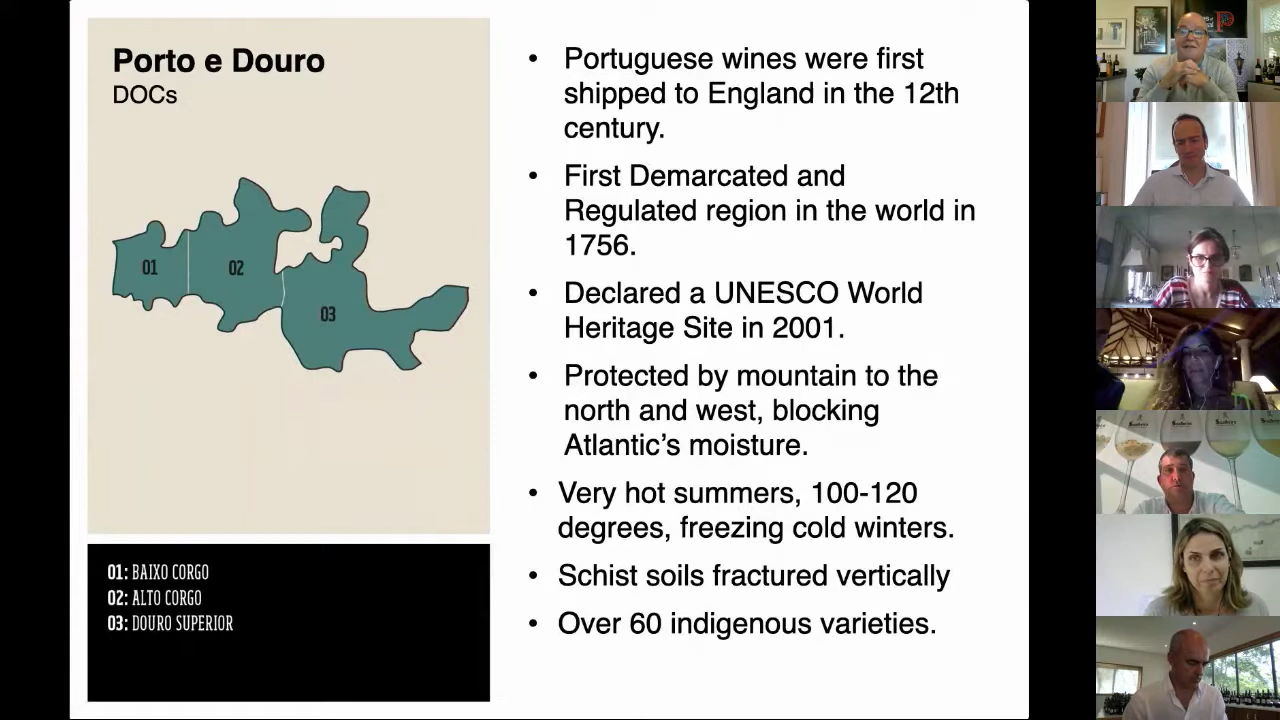 Porto e Douro
DOCs
01
02
03
01: BAIXO CORGO
02: ALTO CORGO
03: DOURO SUPERIOR
• Portuguese wines were first
shipped to England in the 12th
century.
• First Demarcated and
Regulated region in the world in
1756.
• Declared a UNESCO World
Heritage Site in 2001.
• Protected by mountain to the
north and west, blocking
Atlantic’s moisture.
• Very hot summers, 100-120
degrees, freezing cold winters.
• Schist soils fractured vertically
• Over 60 indigenous varieties.